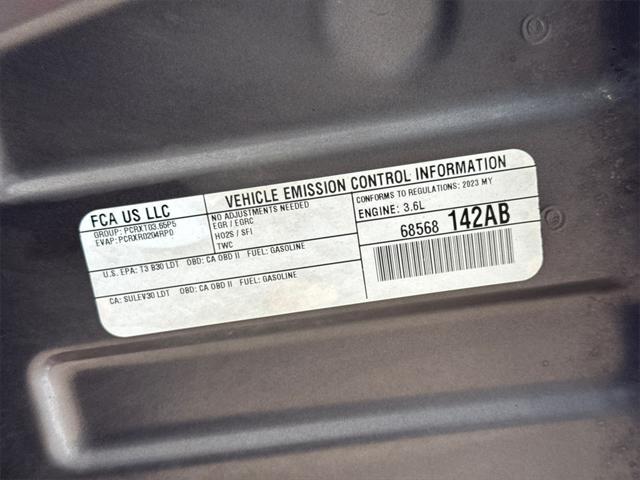 FCA US LLC
GROUP: PCRXT03.65P5
EVAP: PCRXR0204RPD
VEHICLE EMISSION CONTROL INFORMATION
NO ADJUSTMENTS NEEDED
EGR / EGRC
HO2S / SFI
TWC
CONFORMS TO REGULATIONS: 2023 MY
ENGINE: 3.6L
68568 142AB
U.S. EPA: T3 B30 LDT OBD: CA OBD II FUEL: GASOLINE
CA: SULEV30 LDT OBD: CA OBD II FUEL: GASOLINE